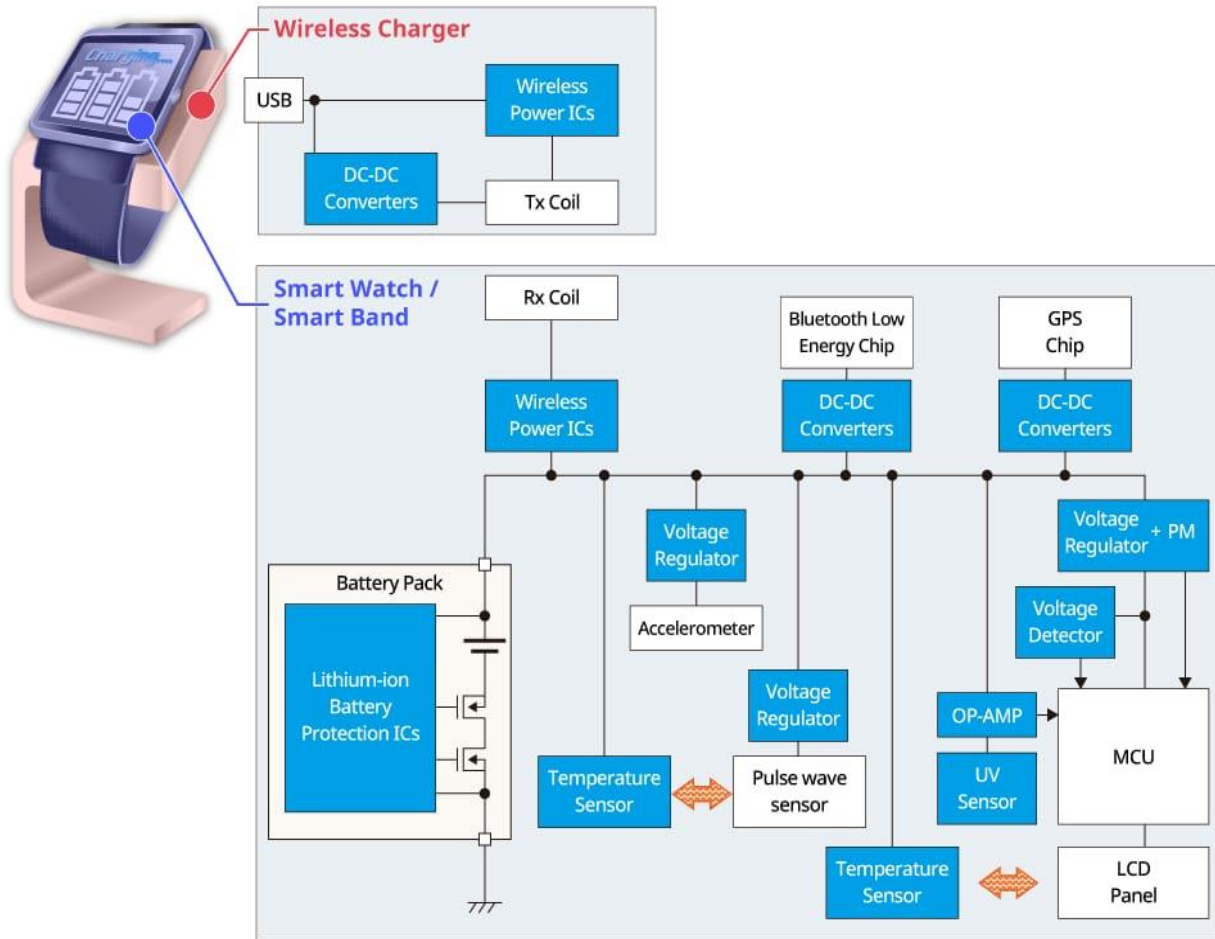 Charging....
Wireless Charger
USB
Wireless
Power ICs
DC-DC
Converters
Tx Coil
Smart Watch /
Smart Band
Rx Coil
Bluetooth Low
Energy Chip
GPS
Chip
Wireless
Power ICs
DC-DC
Converters
DC-DC
Converters
Voltage
Regulator
Voltage
Regulator
+ PM
Battery Pack
Accelerometer
Voltage
Detector
Lithium-ion
Battery
Protection ICs
Voltage
Regulator
OP-AMP
MCU
Temperature
Sensor
Pulse wave
sensor
UV
Sensor
Temperature
Sensor
LCD
Panel